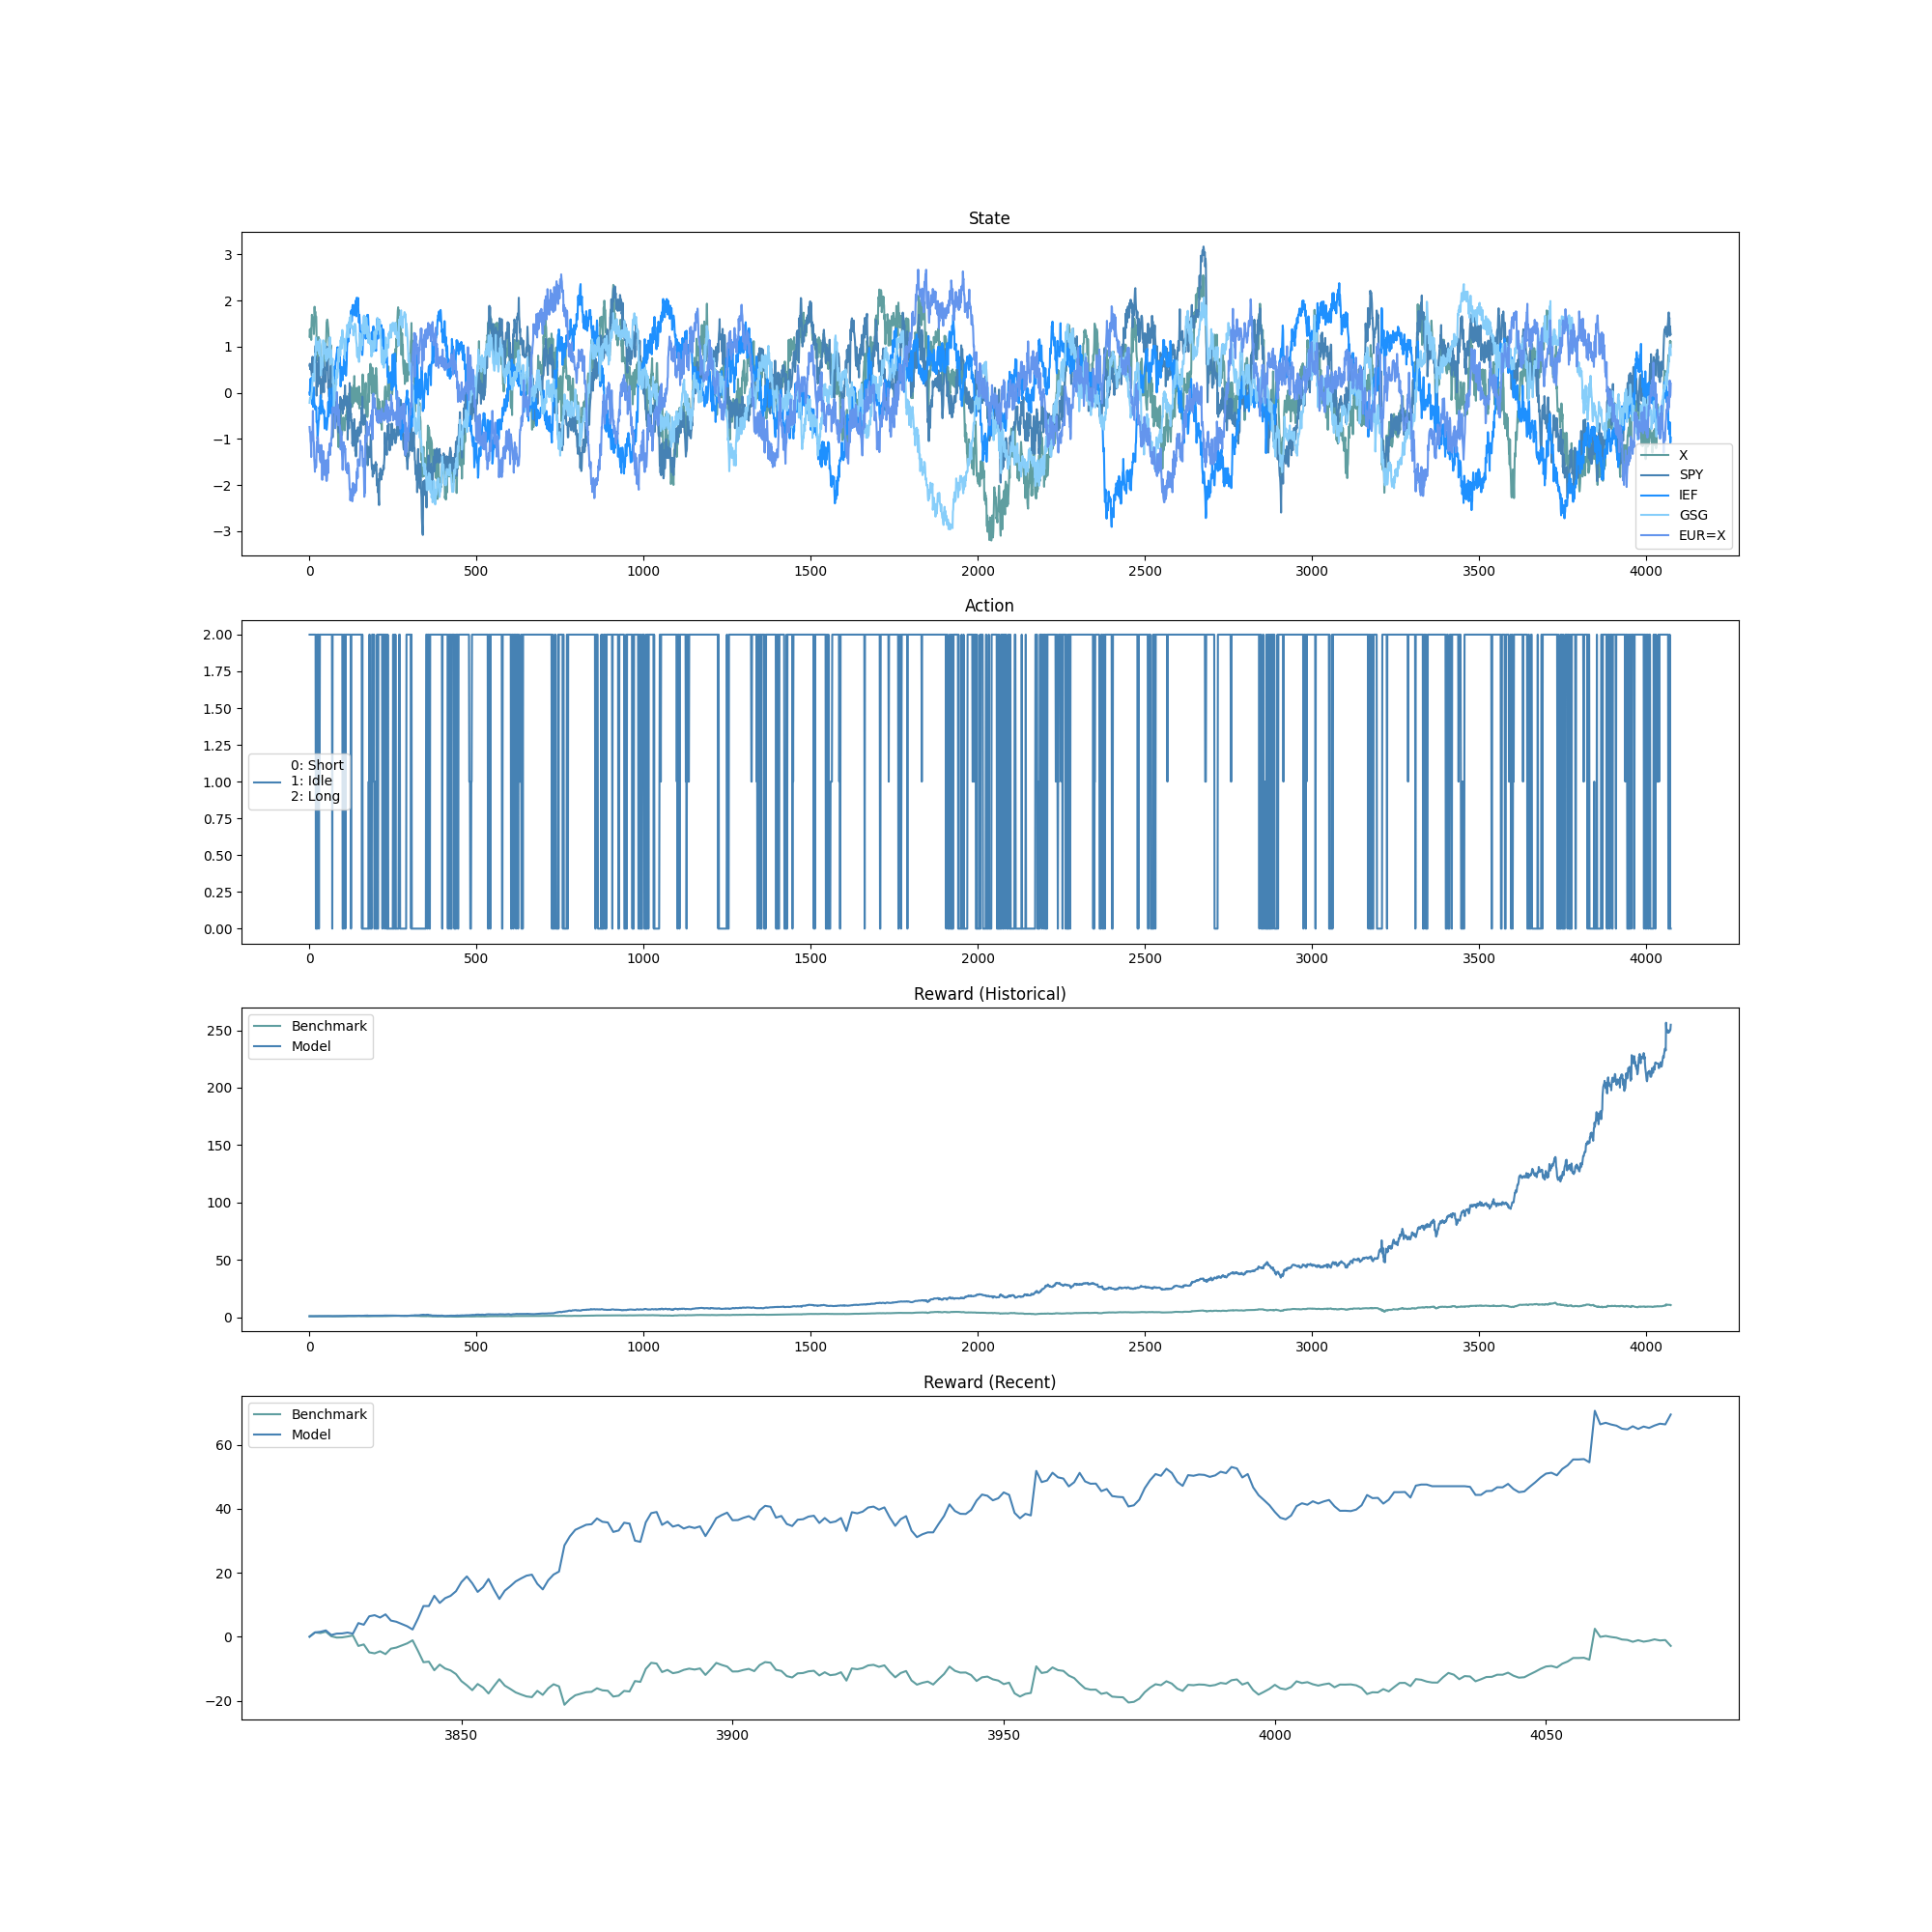 State
3
2
1
0
−1
−2
−3
X
SPY
IEF
GSG
EUR=X
0 500 1000 1500 2000 2500 3000 3500 4000
Action
2.00
1.75
1.50
1.25
1.00
0.75
0.50
0.25
0.00
0: Short
1: Idle
2: Long
0 500 1000 1500 2000 2500 3000 3500 4000
Reward (Historical)
Benchmark
Model
250
200
150
100
50
0
0 500 1000 1500 2000 2500 3000 3500 4000
Reward (Recent)
Benchmark
Model
60
40
20
0
−20
3850 3900 3950 4000 4050